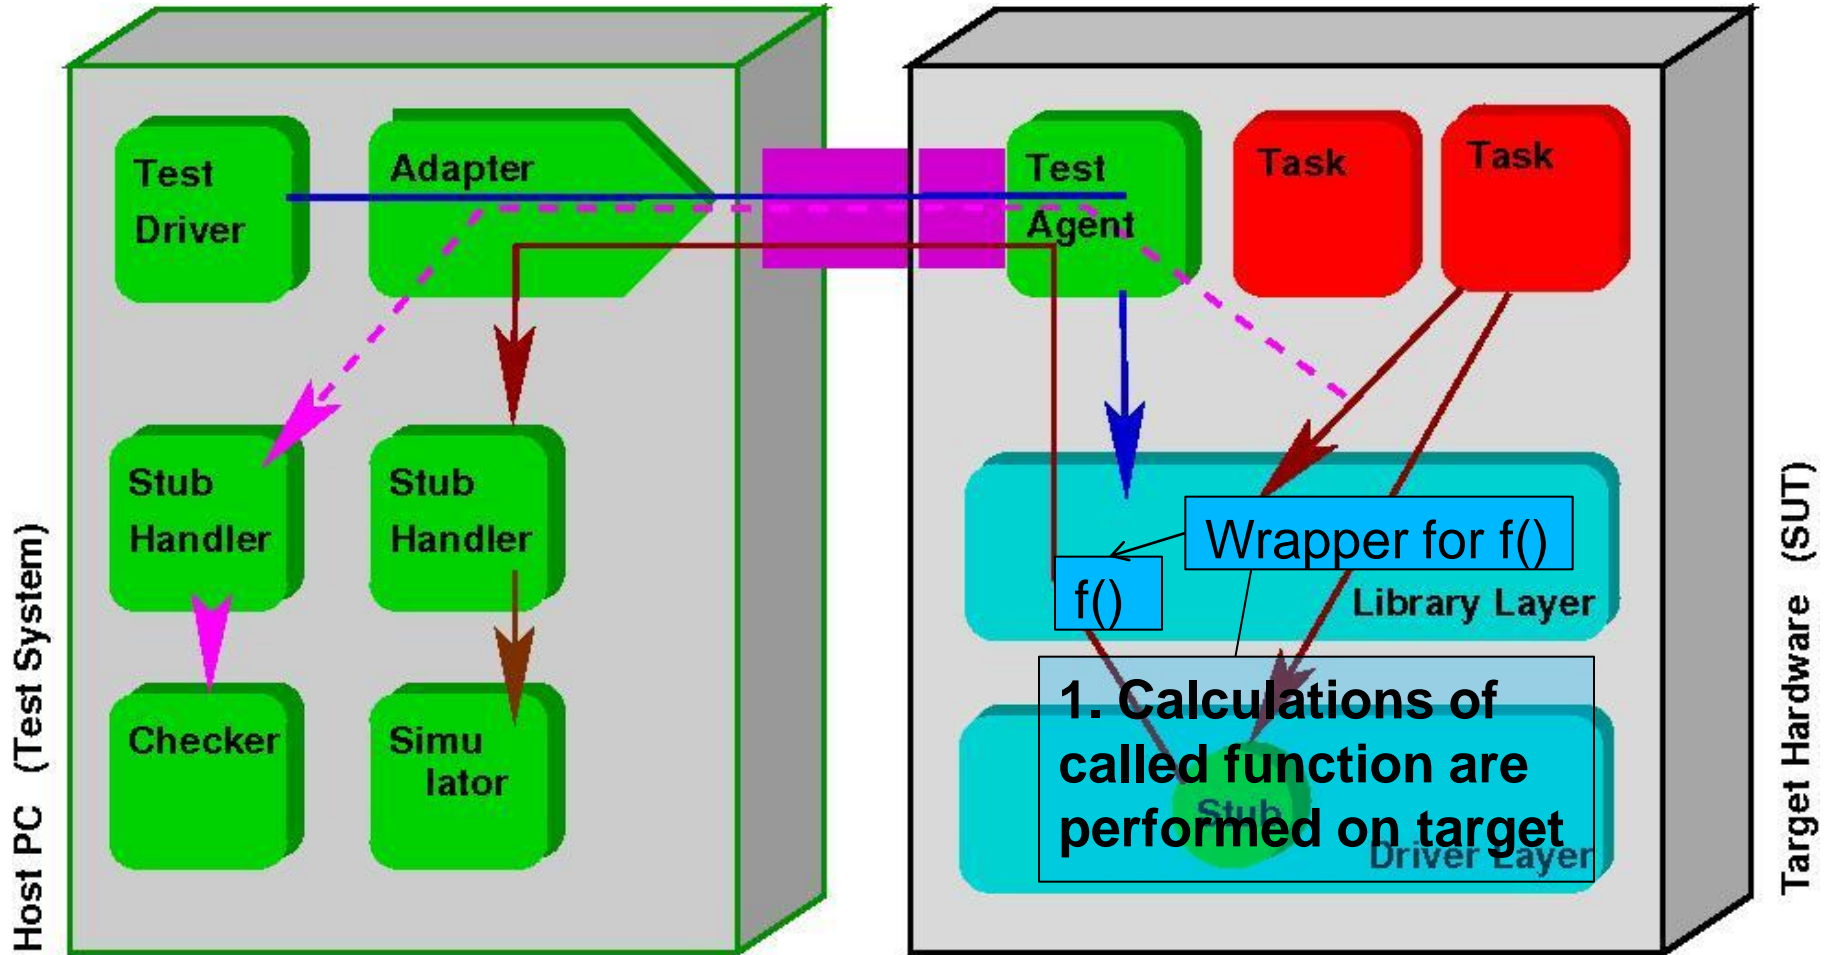 Host PC (Test System)
Test
Driver
Adapter
Stub
Handler
Stub
Handler
Checker
Simu
lator
Test
Agent
Task
Task
Wrapper for f()
f()
Library Layer
1. Calculations of
called function are
performed on target
Stub
Driver Layer
Target Hardware (SUT)